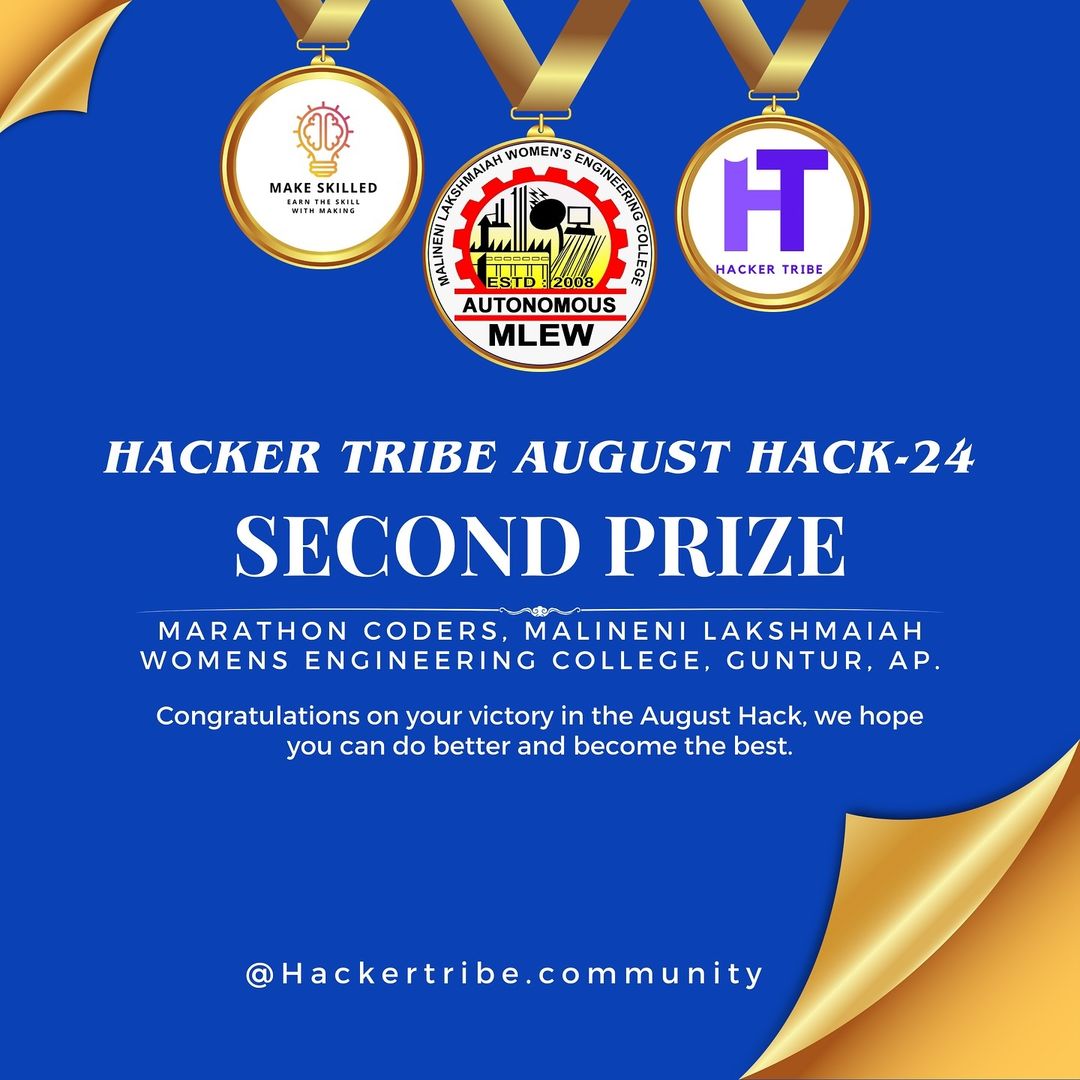 MAKE SKILLED
EARN THE SKILL
WITH MAKING
MALINENI LAKSHMAIAH WOMEN'S ENGINEERING COLLEGE
ESTD : 2008
AUTONOMOUS
MLEW
HT
HACKER TRIBE
HACKER TRIBE AUGUST HACK-24
SECOND PRIZE
MARATHON CODERS, MALINENI LAKSHMAIAH
WOMENS ENGINEERING COLLEGE, GUNTUR, AP.
Congratulations on your victory in the August Hack, we hope
you can do better and become the best.
@Hackertribe.community